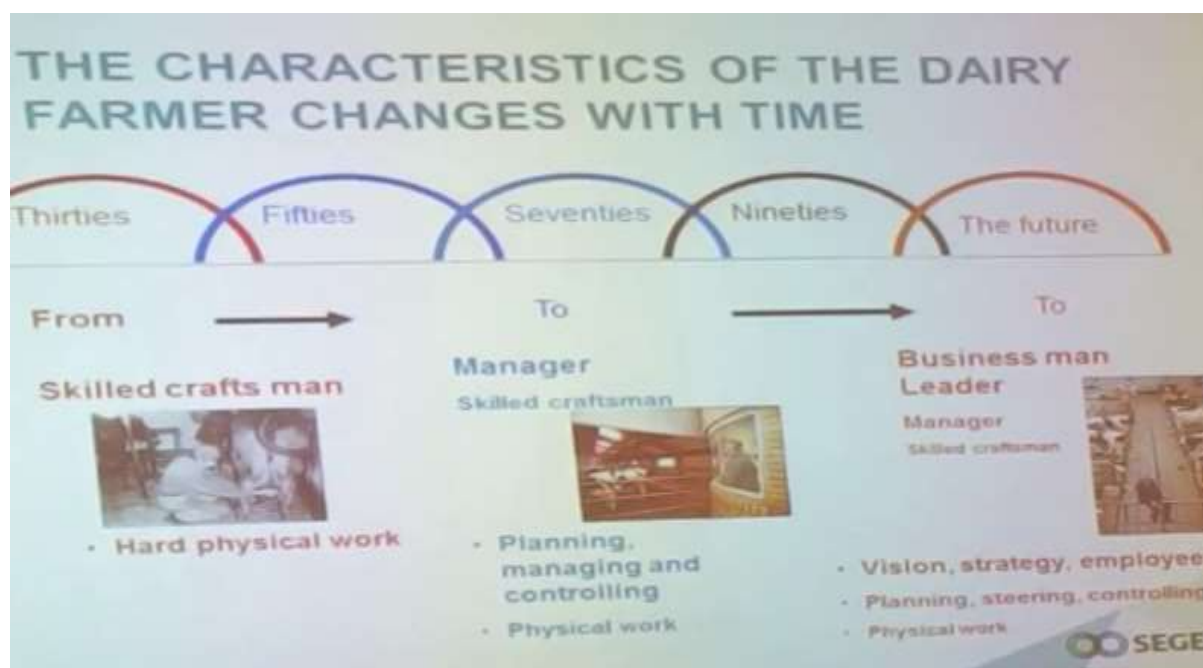 THE CHARACTERISTICS OF THE DAIRY
FARMER CHANGES WITH TIME
Thirties
Fifties
Seventies
Nineties
The future
From
To
To
Skilled crafts man
Hard physical work
Manager
Skilled craftsman
Planning,
managing and
controlling
Physical work
Business man
Leader
Manager
Skilled craftsman
Vision, strategy, employee
Planning, steering, controlling
Physical work
SEGE